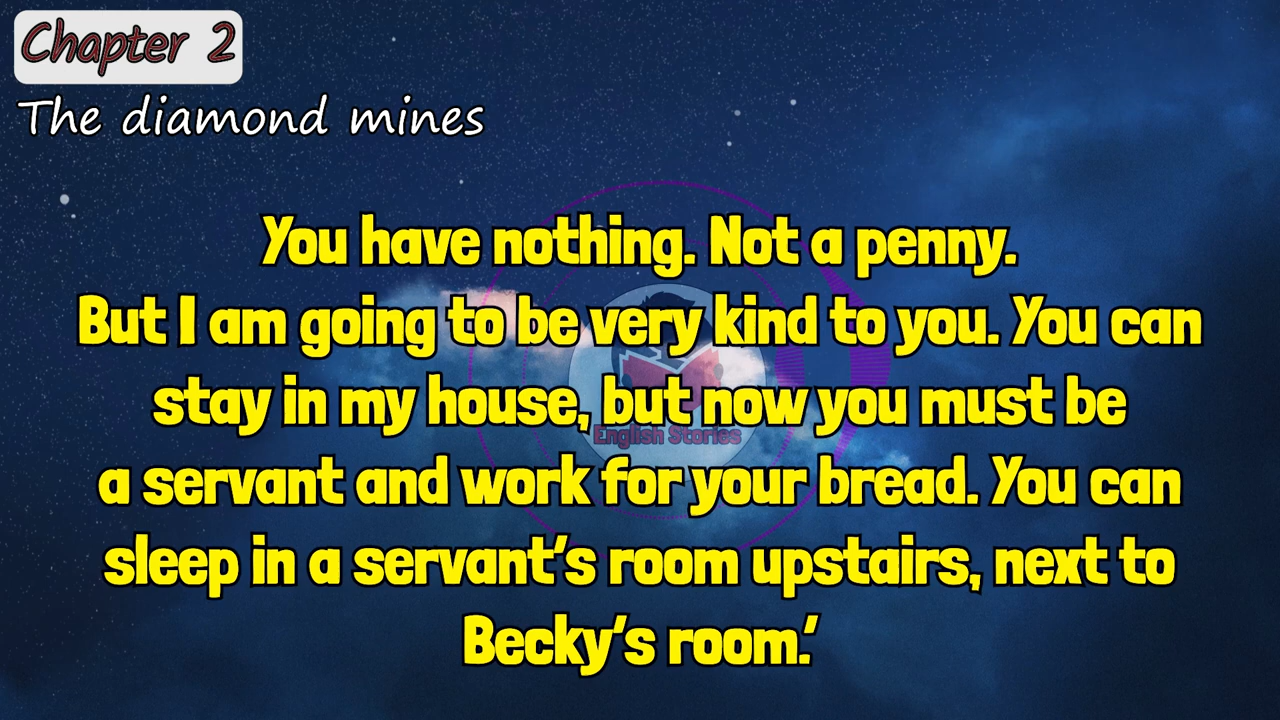 Chapter 2
The diamond mines
You have nothing. Not a penny.
But I am going to be very kind to you. You can
stay in my house, but now you must be
a servant and work for your bread. You can
sleep in a servant's room upstairs, next to
Becky's room.'
English Stories